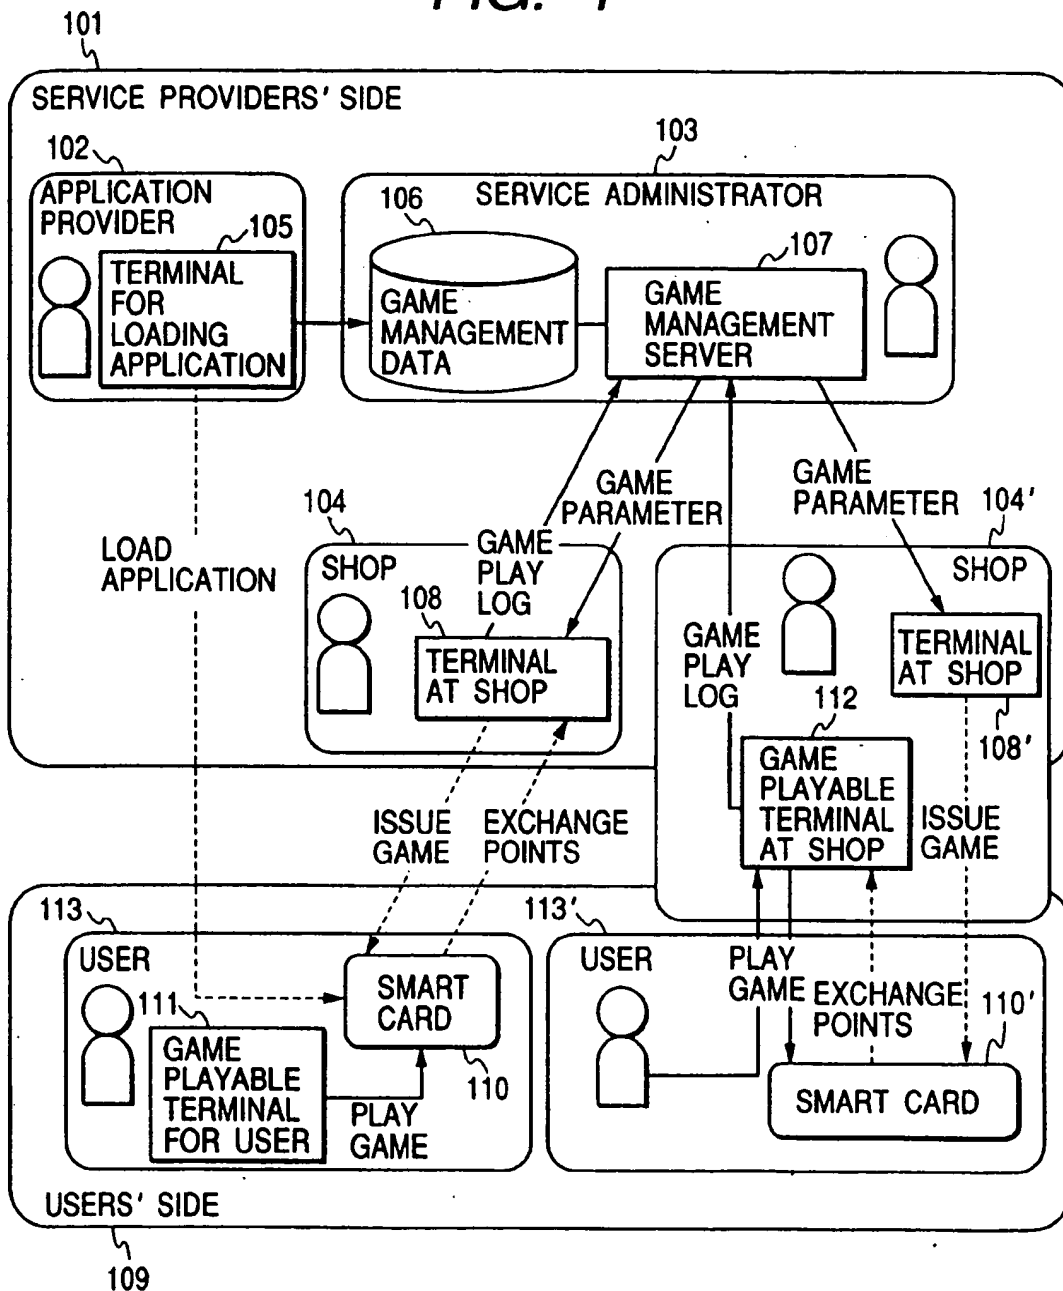 FIG. 1
101
SERVICE PROVIDERS' SIDE
102
APPLICATION
PROVIDER
105
TERMINAL
FOR
LOADING
APPLICATION
103
SERVICE ADMINISTRATOR
106
GAME
MANAGEMENT
DATA
107
GAME
MANAGEMENT
SERVER
LOAD
APPLICATION
GAME
PARAMETER
GAME
PARAMETER
104
SHOP
GAME
PLAY
LOG
108
TERMINAL
AT SHOP
104'
SHOP
GAME
PLAY
LOG
TERMINAL
AT SHOP
108'
112
GAME
PLAYABLE
TERMINAL
AT SHOP
ISSUE
GAME
EXCHANGE
POINTS
ISSUE
GAME
113
USER
111
GAME
PLAYABLE
TERMINAL
FOR USER
SMART
CARD
110
PLAY
GAME
113'
USER
PLAY
GAME
EXCHANGE
POINTS
110'
SMART CARD
USERS' SIDE
109